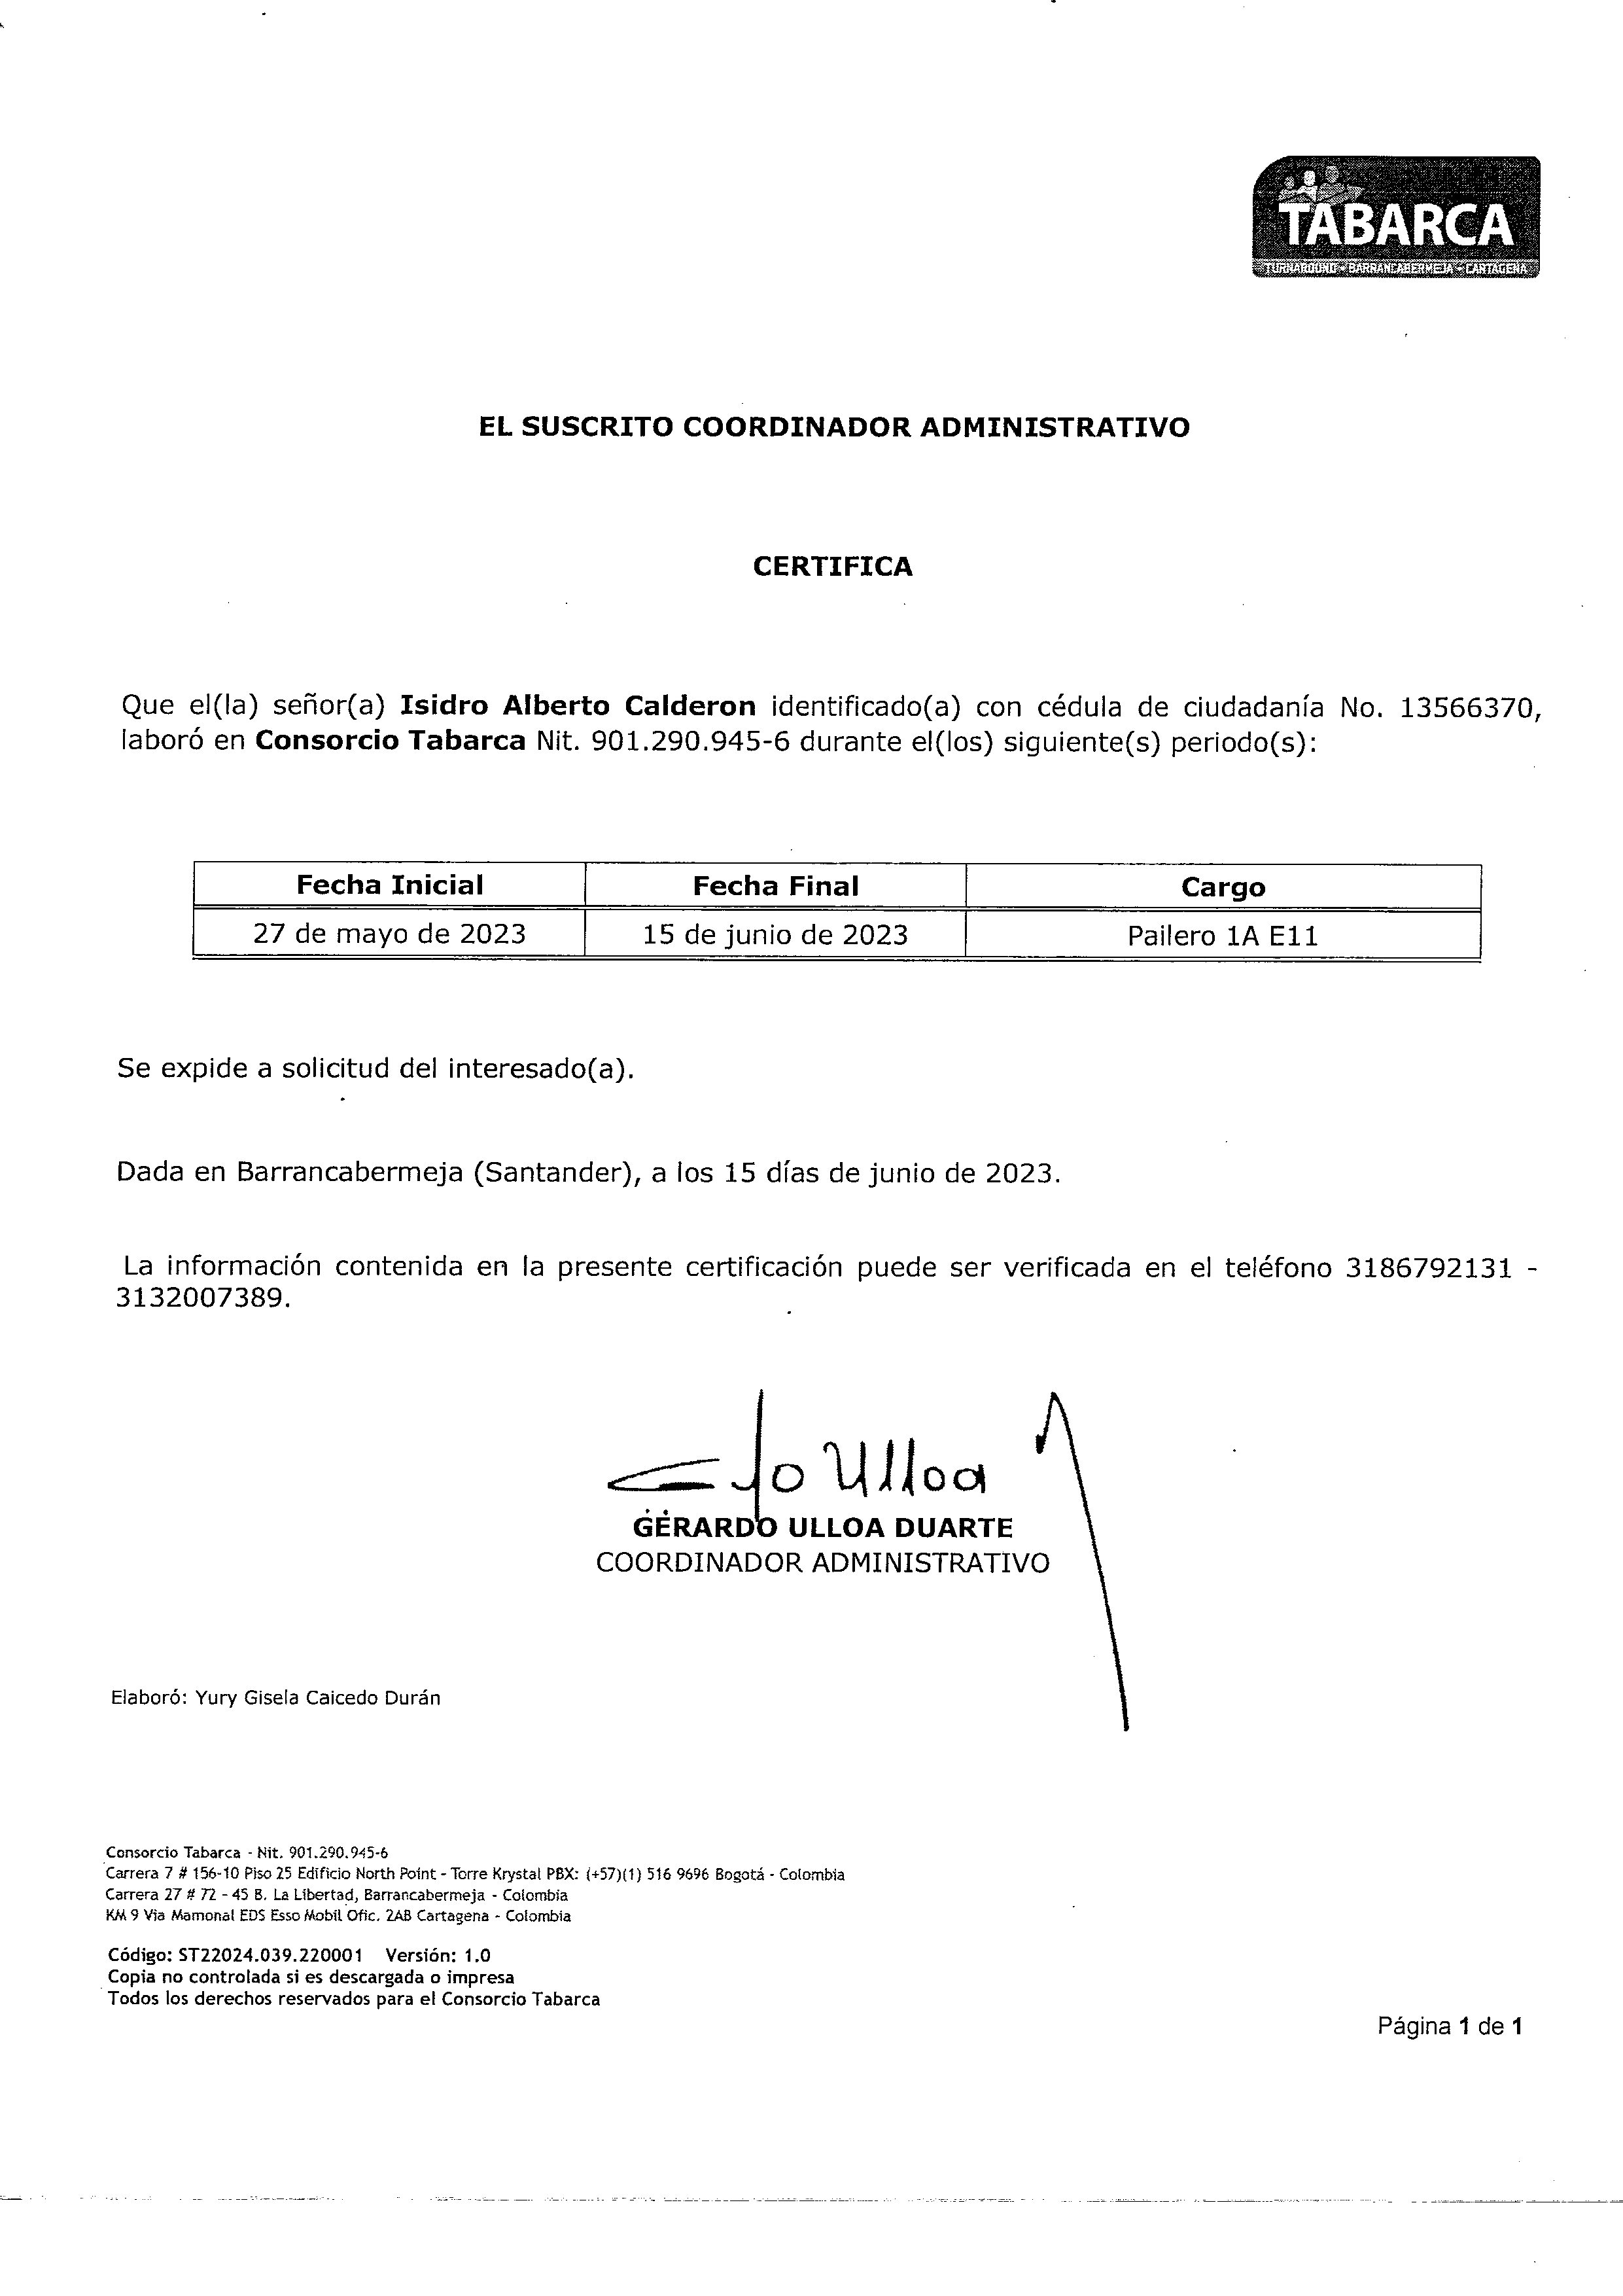 TABARCA
TURNAROUND • BARRANCABERMEJA • CARTAGENA
EL SUSCRITO COORDINADOR ADMINISTRATIVO
CERTIFICA
Que el(la) señor(a) Isidro Alberto Calderon identificado(a) con cédula de ciudadanía No. 13566370,
laboró en Consorcio Tabarca Nit. 901.290.945-6 durante el(los) siguiente(s) periodo(s):
Fecha Inicial Fecha Final Cargo
27 de mayo de 2023 15 de junio de 2023 Pailero 1A E11
Se expide a solicitud del interesado(a).
Dada en Barrancabermeja (Santander), a los 15 días de junio de 2023.
La información contenida en la presente certificación puede ser verificada en el teléfono 3186792131 -
3132007389.
Ulloa
GERARDO ULLOA DUARTE
COORDINADOR ADMINISTRATIVO
Elaboró: Yury Gisela Caicedo Durán
Consorcio Tabarca - Nit. 901.290.945-6
Carrera 7 # 156-10 Piso 25 Edificio North Point - Torre Krystal PBX: (+57)(1) 516 9696 Bogotá - Colombia
Carrera 27 # 72 - 45 B. La Libertad, Barrancabermeja - Colombia
KM 9 Via Mamonal EDS Esso Mobil Ofic. 2AB Cartagena - Colombia
Código: ST22024.039.220001 Versión: 1.0
Copia no controlada si es descargada o impresa
Todos los derechos reservados para el Consorcio Tabarca
Página 1 de 1